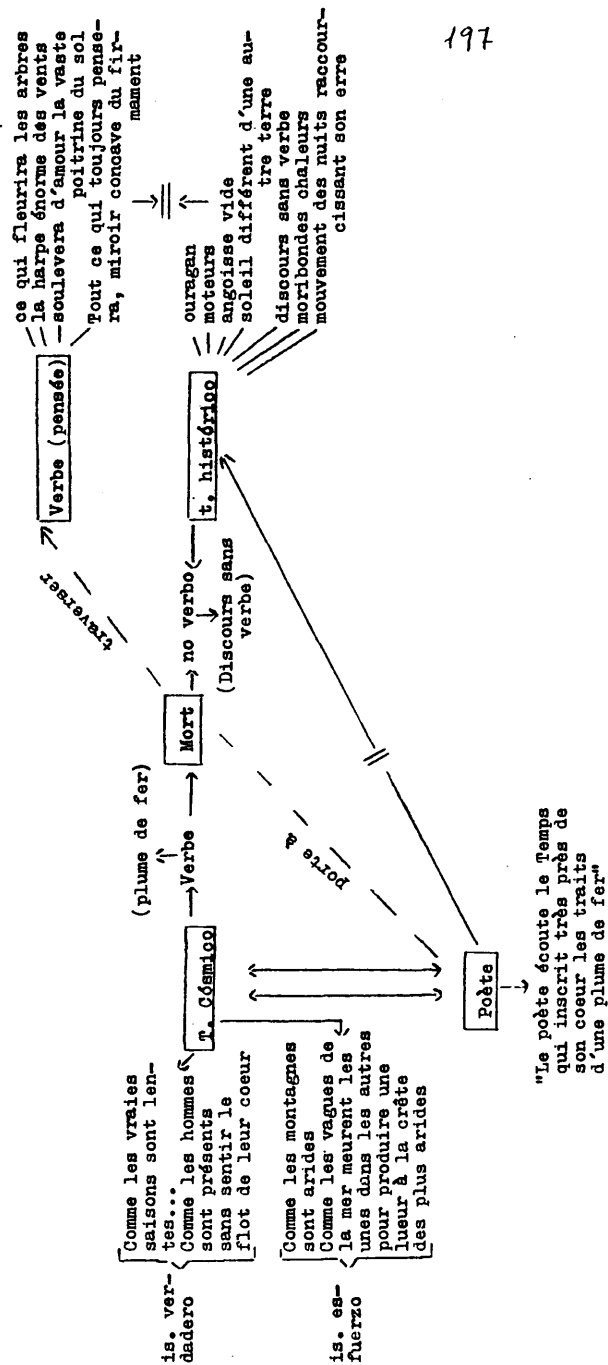 197
is. ver-
dadero
Comme les vraies
saisons sont len-
tes...
Comme les hommes
sont présents
sans sentir le
flot de leur coeur
is. es-
fuerzo
Comme les montagnes
sont arides
Comme les vagues de
la mer meurent les
unes dans les autres
pour produire une
lueur à la crête
des plus arides
T. Cósmico
(plume de fer)
Verbe
Mort
no verbo
(Discours sans
verbe)
t. histórico
traverser
porte à
Verbe (pensée)
ce qui fleurira les arbres
la harpe énorme des vents
soulevera d'amour la vaste
poitrine du sol
Tout ce qui toujours pense-
ra, miroir concave du fir-
mament
ouragan
moteurs
angoisse vide
soleil différent d'une au-
tre terre
discours sans verbe
moribondes chaleurs
mouvement des nuits raccour-
cissant son erre
Poète
"Le poète écoute le Temps
qui inscrit très près de
son coeur les traits
d'une plume de fer"